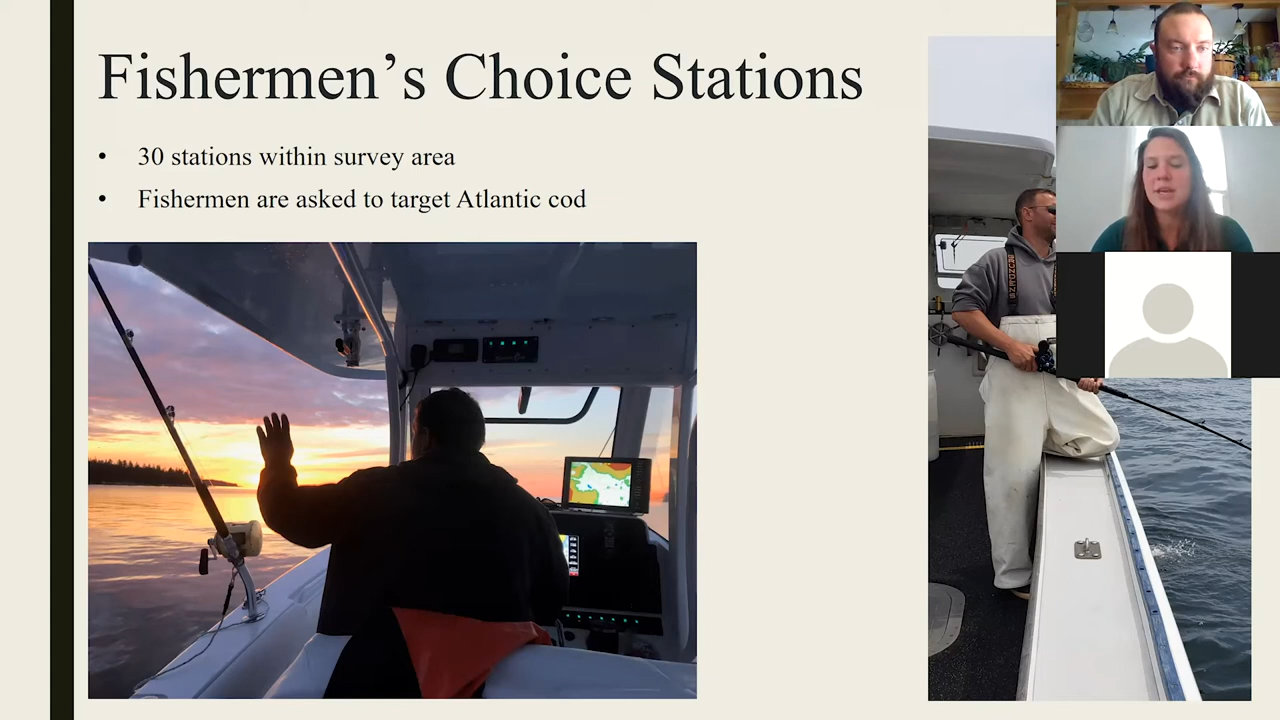 Fishermen’s Choice Stations
• 30 stations within survey area
• Fishermen are asked to target Atlantic cod